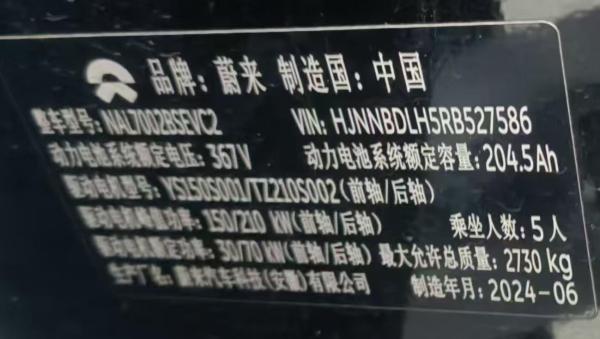 品牌：蔚来 制造国：中国
整车型号：NAL7002BSEVC2 VIN: HJNNBDLH5RB527586
动力电池系统额定电压：367V 动力电池系统额定容量：204.5Ah
驱动电机型号：YS150S001/TZ210S002(前轴/后轴)
驱动电机峰值功率：150/210 kW(前轴/后轴) 乘坐人数：5人
驱动电机额定功率：30/70 kW(前轴/后轴) 最大允许总质量：2730 kg
生产厂名：蔚来汽车科技(安徽)有限公司 制造年月：2024-06